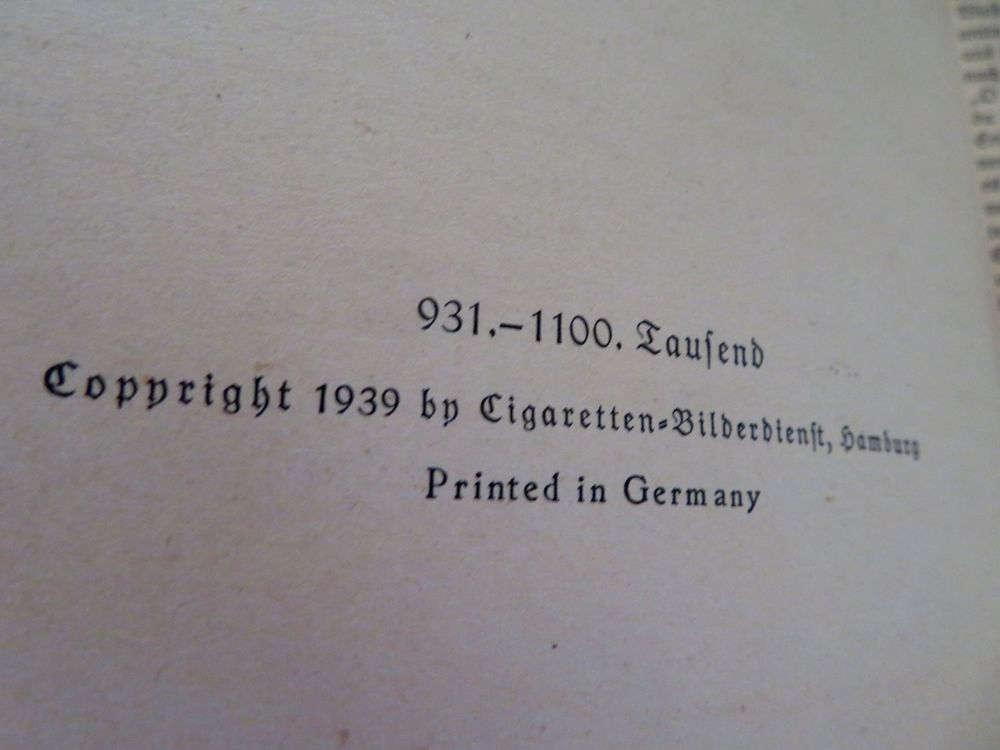 931.–1100. Tauſend
Copyright 1939 by Cigaretten-Bilderdienſt, Hamburg
Printed in Germany